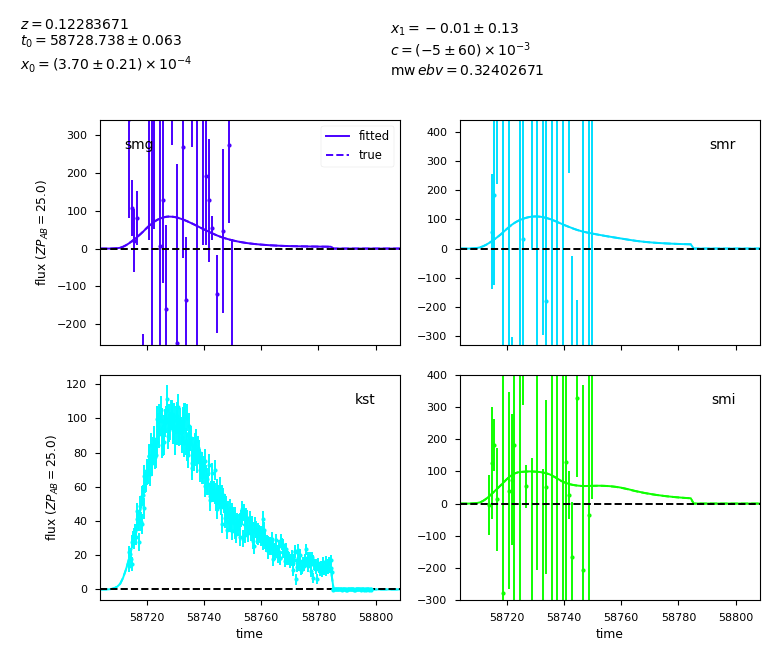 z = 0.12283671
t₀ = 58728.738 ± 0.063
x₀ = (3.70 ± 0.21) × 10⁻⁴
x₁ = −0.01 ± 0.13
c = (−5 ± 60) × 10⁻³
mw ebv = 0.32402671
smg
fitted
true
300
200
100
0
−100
−200
flux (ZP_AB = 25.0)
smr
400
300
200
100
0
−100
−200
−300
kst
120
100
80
60
40
20
0
flux (ZP_AB = 25.0)
58720 58740 58760 58780 58800
time
smi
400
300
200
100
0
−100
−200
−300
58720 58740 58760 58780 58800
time